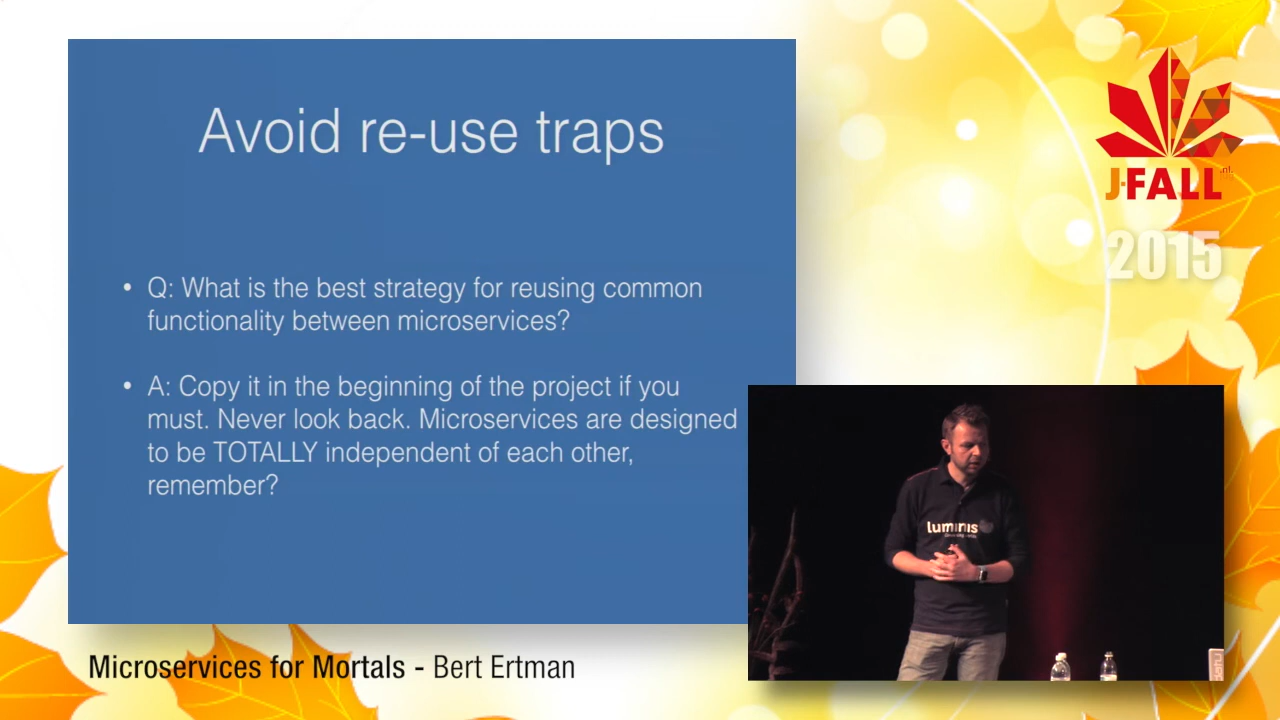 Avoid re-use traps
• Q: What is the best strategy for reusing common
functionality between microservices?
• A: Copy it in the beginning of the project if you
must. Never look back. Microservices are designed
to be TOTALLY independent of each other,
remember?
J-FALL
.nl
2015
luminis
Microservices for Mortals - Bert Ertman